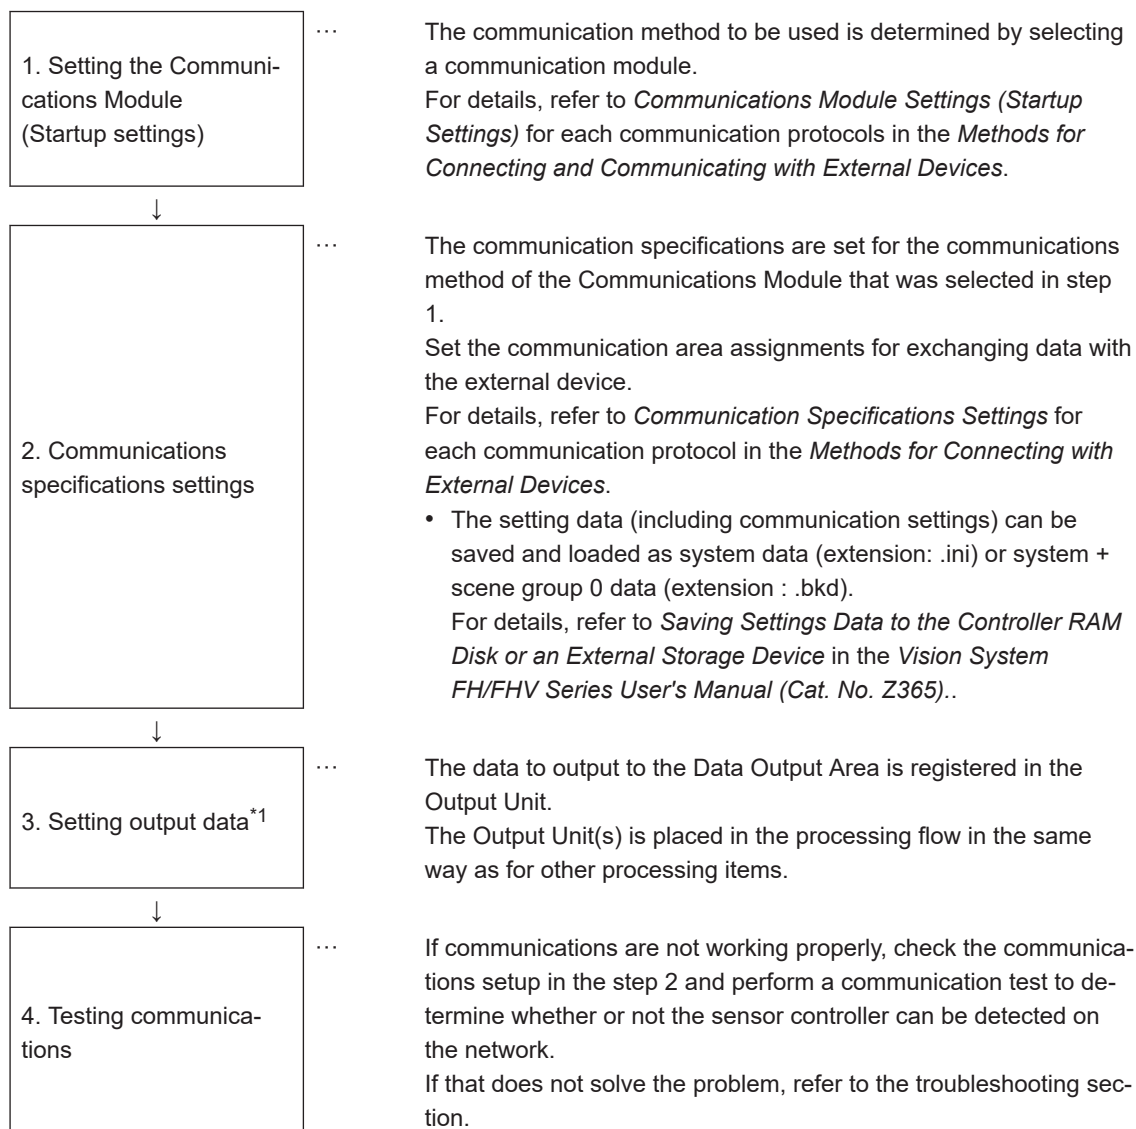 1. Setting the Communi-
cations Module
(Startup settings)
...
The communication method to be used is determined by selecting
a communication module.
For details, refer to Communications Module Settings (Startup
Settings) for each communication protocols in the Methods for
Connecting and Communicating with External Devices.
↓
2. Communications
specifications settings
...
The communication specifications are set for the communications
method of the Communications Module that was selected in step
1.
Set the communication area assignments for exchanging data with
the external device.
For details, refer to Communication Specifications Settings for
each communication protocol in the Methods for Connecting with
External Devices.
• The setting data (including communication settings) can be
saved and loaded as system data (extension: .ini) or system +
scene group 0 data (extension : .bkd).
For details, refer to Saving Settings Data to the Controller RAM
Disk or an External Storage Device in the Vision System
FH/FHV Series User's Manual (Cat. No. Z365)..
↓
3. Setting output data*1
...
The data to output to the Data Output Area is registered in the
Output Unit.
The Output Unit(s) is placed in the processing flow in the same
way as for other processing items.
↓
4. Testing communica-
tions
...
If communications are not working properly, check the communica-
tions setup in the step 2 and perform a communication test to de-
termine whether or not the sensor controller can be detected on
the network.
If that does not solve the problem, refer to the troubleshooting sec-
tion.